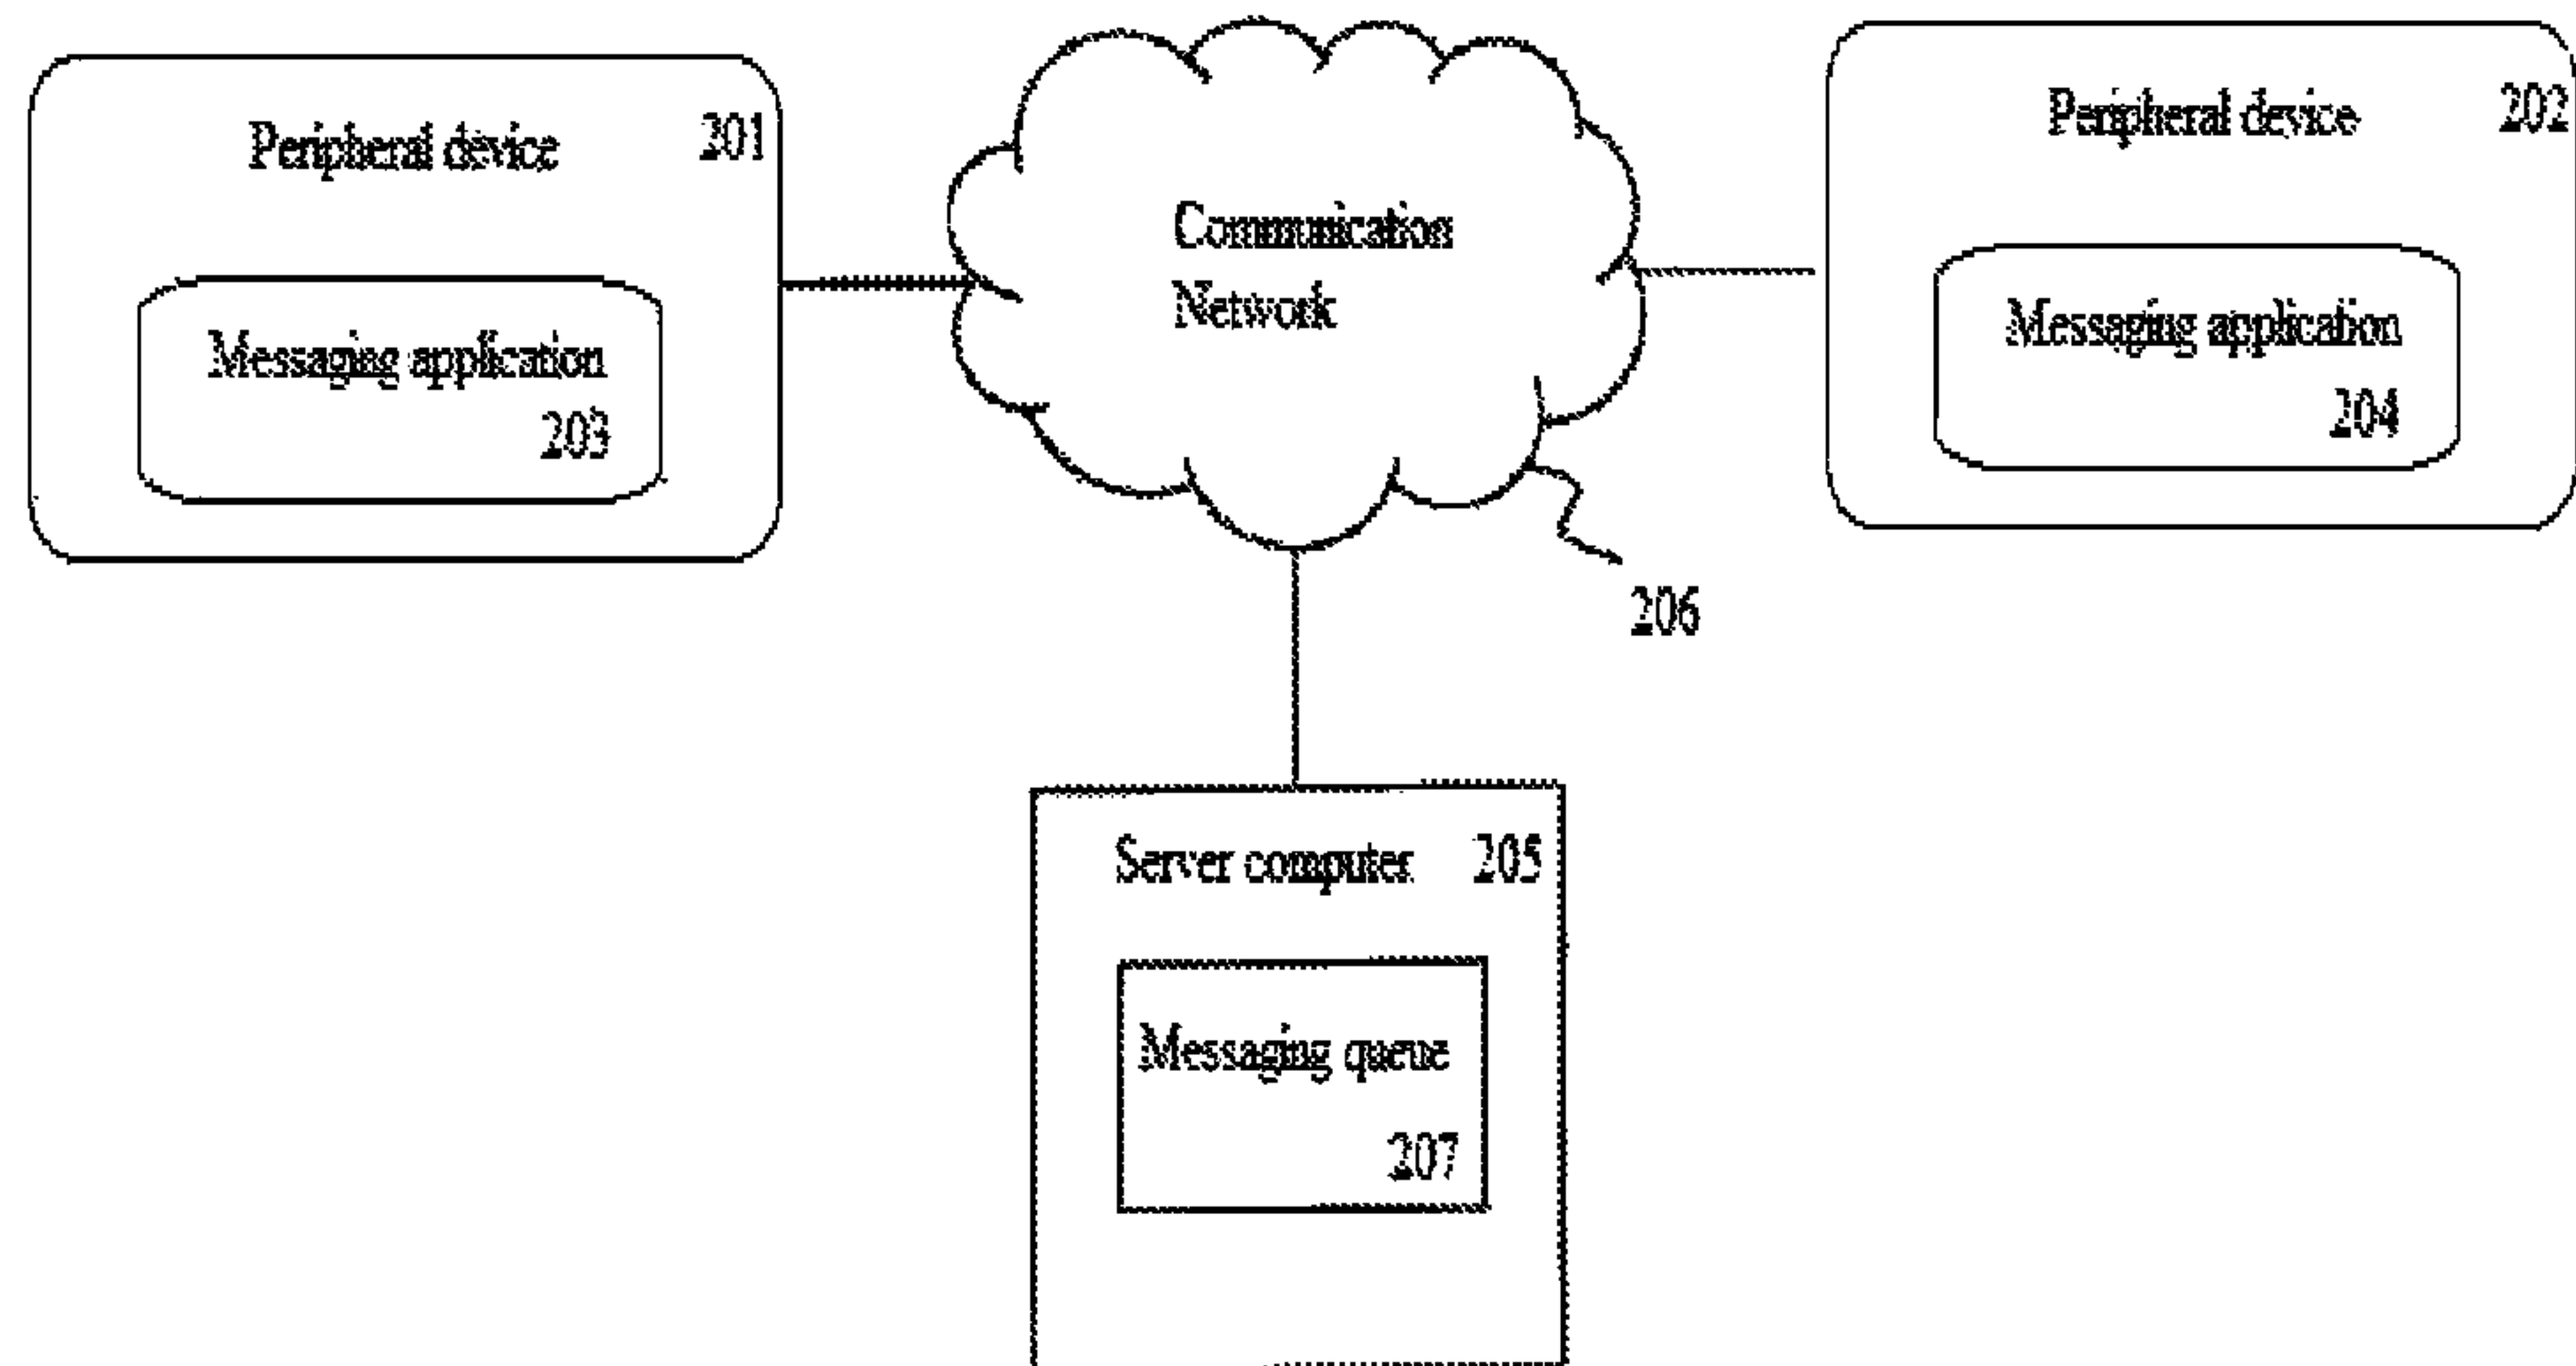 Peripheral device 201
Messaging application
203
Communication
Network
206
Peripheral device 202
Messaging application
204
Server computer 205
Messaging queue
207